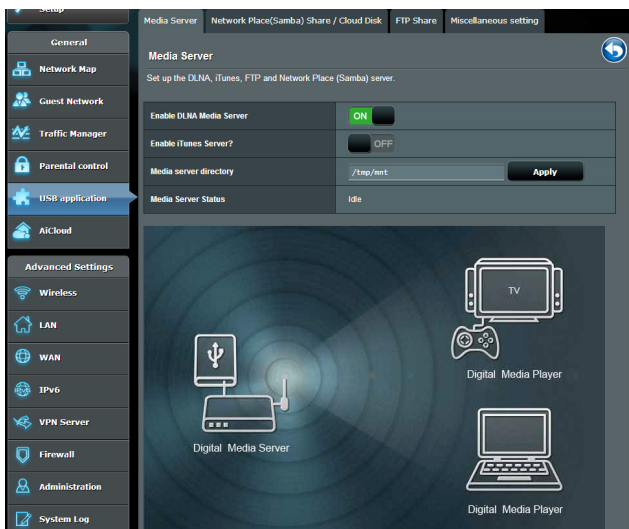 Setup
General
Network Map
Guest Network
Traffic Manager
Parental control
USB application
AiCloud
Advanced Settings
Wireless
LAN
WAN
IPv6
VPN Server
Firewall
Administration
System Log
Media Server
Network Place(Samba) Share / Cloud Disk
FTP Share
Miscellaneous setting
Media Server
Set up the DLNA, iTunes, FTP and Network Place (Samba) server.
Enable DLNA Media Server
ON
Enable iTunes Server?
OFF
Media server directory
/tmp/mnt
Apply
Media Server Status
Idle
TV
Digital Media Player
Digital Media Server
Digital Media Player